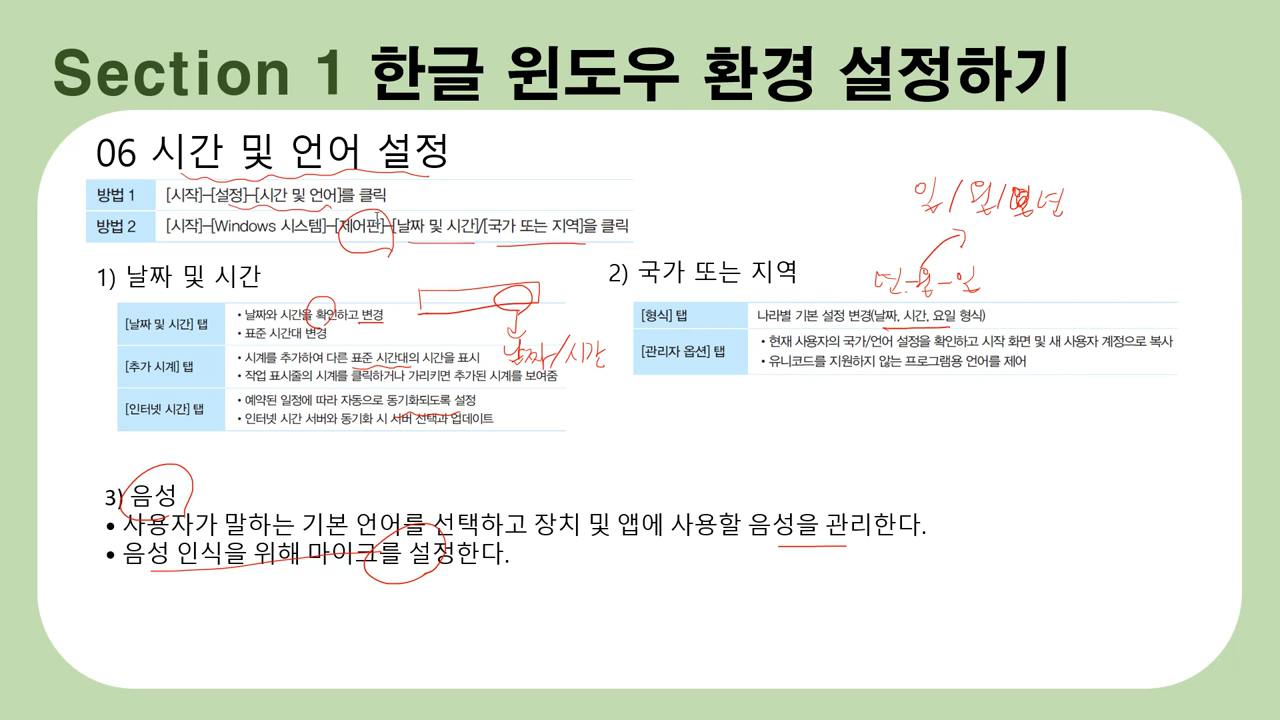 Section 1 한글 윈도우 환경 설정하기
06 시간 및 언어 설정
방법 1 [시작]-[설정]-[시간 및 언어]를 클릭
방법 2 [시작]-[Windows 시스템]-[제어판]-[날짜 및 시간]/[국가 또는 지역]을 클릭
일/월/년
년-월-일
1) 날짜 및 시간
[날짜 및 시간] 탭
• 날짜와 시간을 확인하고 변경
• 표준 시간대 변경
[추가 시계] 탭
• 시계를 추가하여 다른 표준 시간대의 시간을 표시
• 작업 표시줄의 시계를 클릭하거나 가리키면 추가된 시계를 보여줌
[인터넷 시간] 탭
• 예약된 일정에 따라 자동으로 동기화되도록 설정
• 인터넷 시간 서버와 동기화 시 서버 선택과 업데이트
날짜/시간
2) 국가 또는 지역
[형식] 탭 나라별 기본 설정 변경(날짜, 시간, 요일 형식)
[관리자 옵션] 탭
• 현재 사용자의 국가/언어 설정을 확인하고 시작 화면 및 새 사용자 계정으로 복사
• 유니코드를 지원하지 않는 프로그램용 언어를 제어
3) 음성
• 사용자가 말하는 기본 언어를 선택하고 장치 및 앱에 사용할 음성을 관리한다.
• 음성 인식을 위해 마이크를 설정한다.